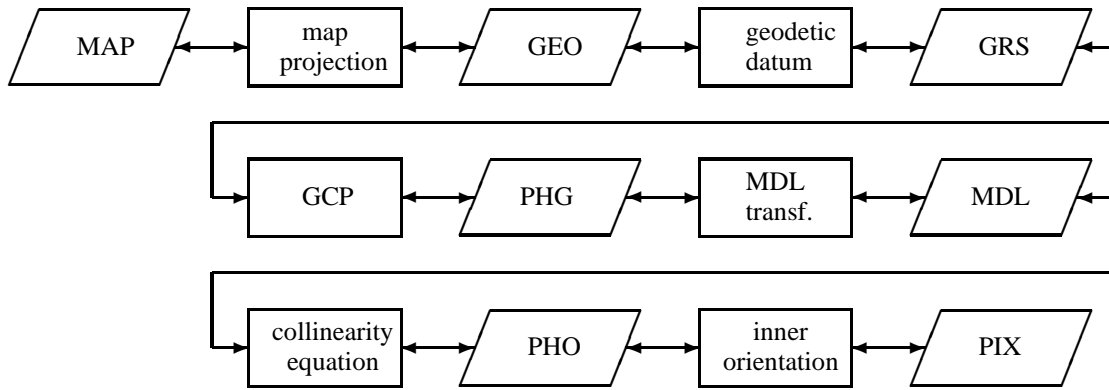 MAP
map
projection
GEO
geodetic
datum
GRS
GCP
PHG
MDL
transf.
MDL
collinearity
equation
PHO
inner
orientation
PIX